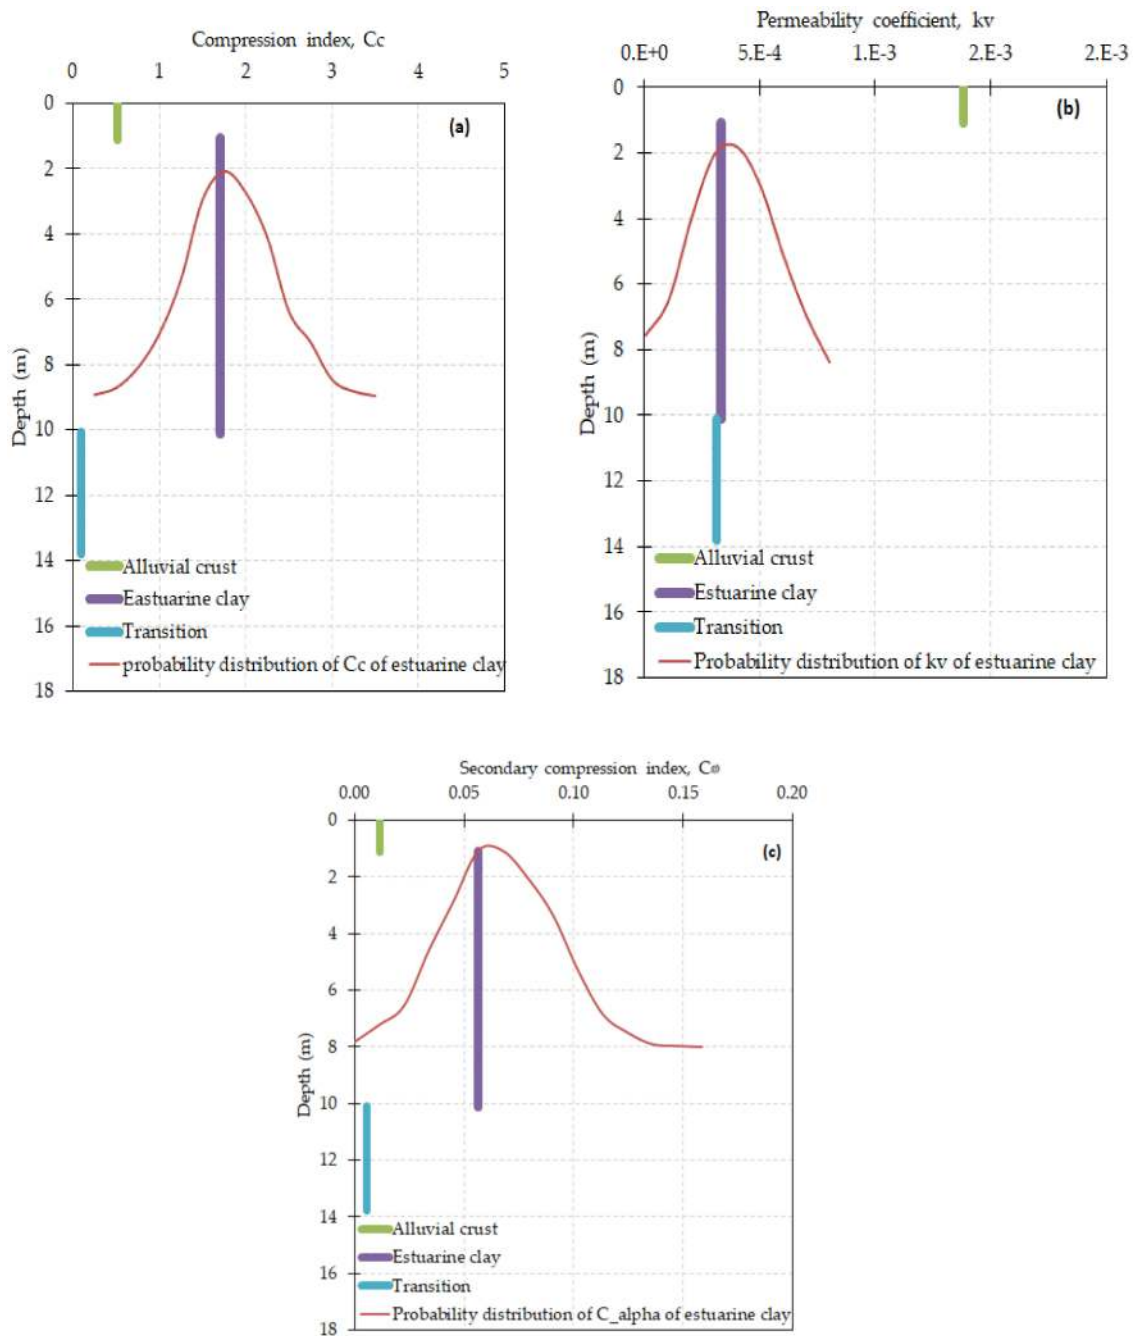 Compression index, Cc
0 1 2 3 4 5
(a)
0
2
4
6
8
10
12
14
16
18
Depth (m)
Alluvial crust
Eastuarine clay
Transition
probability distribution of Cc of estuarine clay
Permeability coefficient, kv
0.E+0 5.E-4 1.E-3 2.E-3 2.E-3
(b)
0
2
4
6
8
10
12
14
16
18
Depth (m)
Alluvial crust
Estuarine clay
Transition
Probability distribution of kv of estuarine clay
Secondary compression index,
0.00 0.05 0.10 0.15 0.20
(c)
0
2
4
6
8
10
12
14
16
18
Depth (m)
Alluvial crust
Estuarine clay
Transition
Probability distribution of C_alpha of estuarine clay